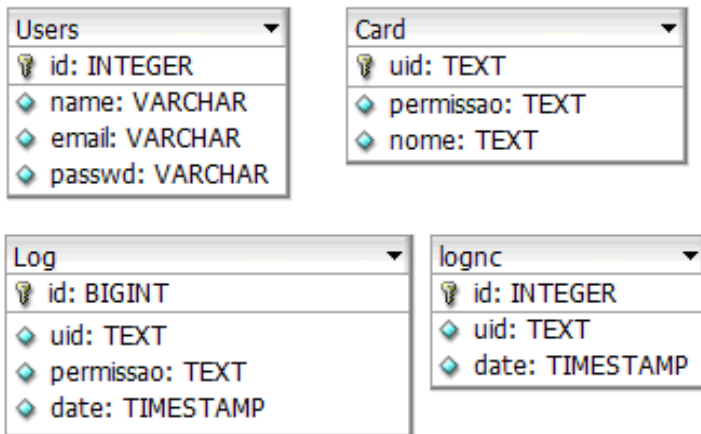 Users
id: INTEGER
name: VARCHAR
email: VARCHAR
passwd: VARCHAR
Card
uid: TEXT
permissao: TEXT
nome: TEXT
Log
id: BIGINT
uid: TEXT
permissao: TEXT
date: TIMESTAMP
lognc
id: INTEGER
uid: TEXT
date: TIMESTAMP